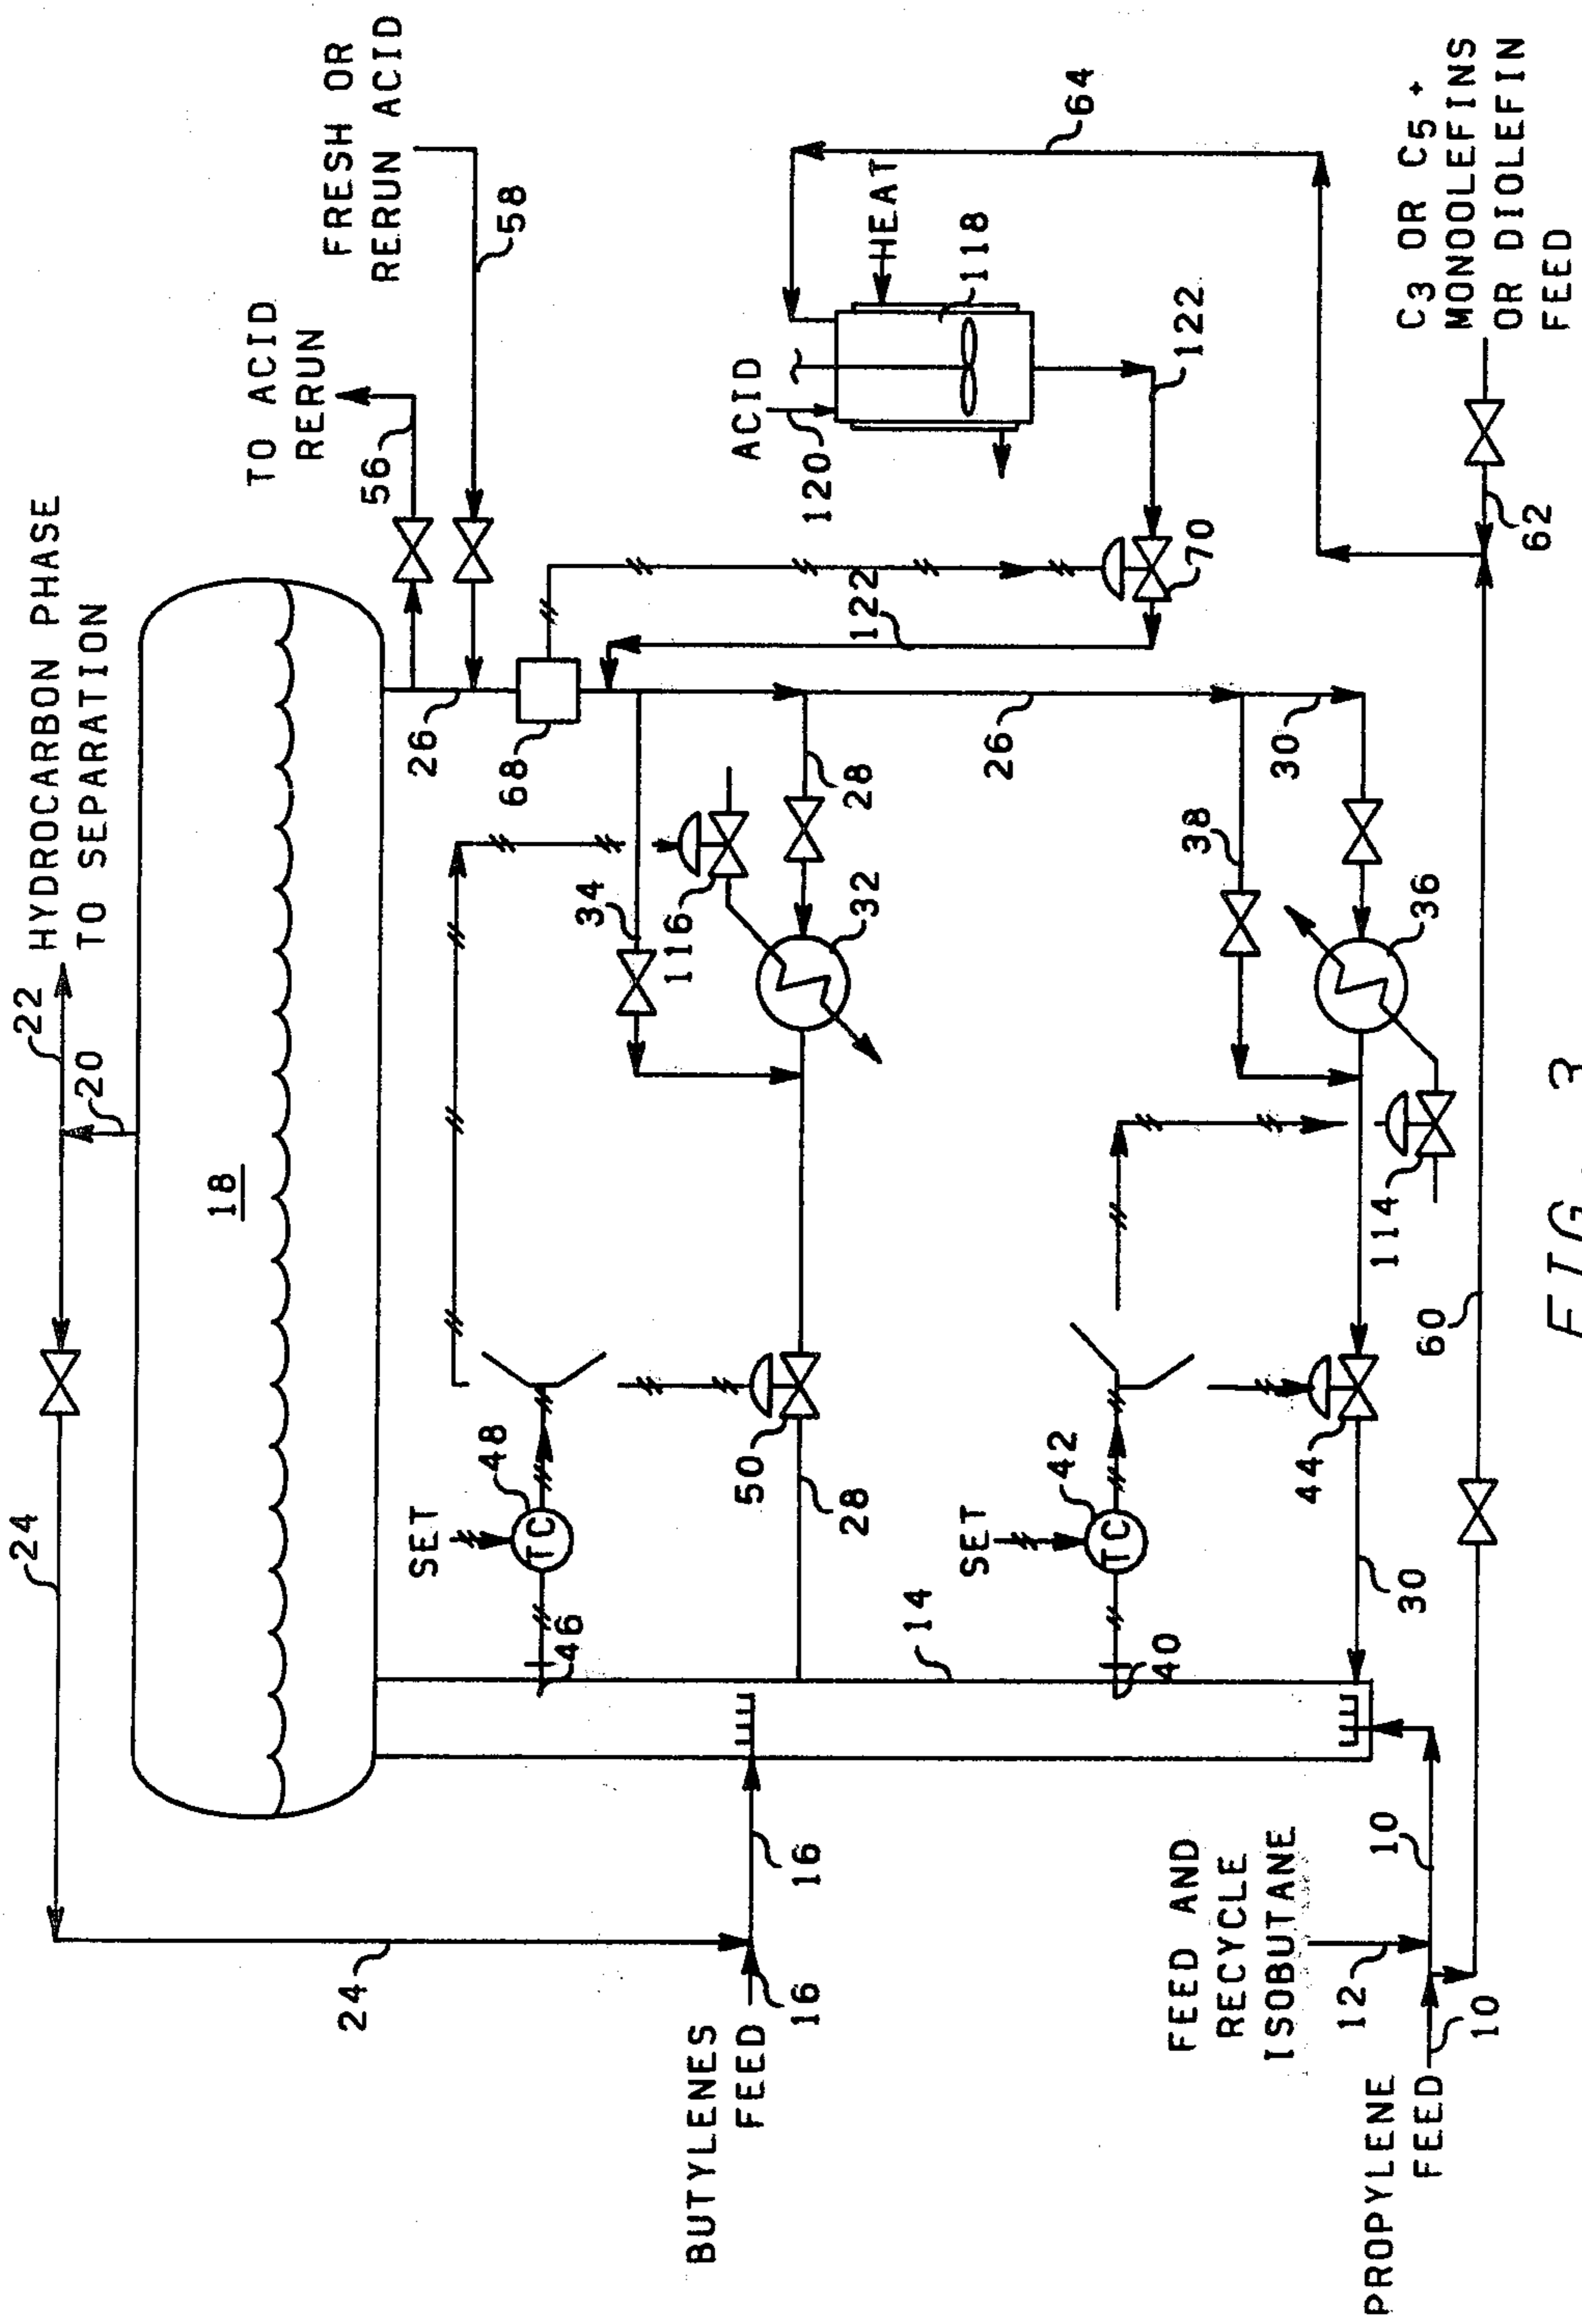 22 HYDROCARBON PHASE
TO SEPARATION
20
24
18
TO ACID
RERUN
56
FRESH OR
RERUN ACID
58
26
68
24
SET
48
TC
46
34
116
28
32
50
28
122
70
ACID
120
HEAT
118
122
64
BUTYLENES
FEED
16
16
14
SET
42
TC
40
26
30
38
36
114
44
30
60
62
C3 OR C5 +
MONOOLEFINS
OR DIOLEFIN
FEED
FEED AND
RECYCLE
ISOBUTANE
12
10
PROPYLENE
FEED
10
FIG. 3